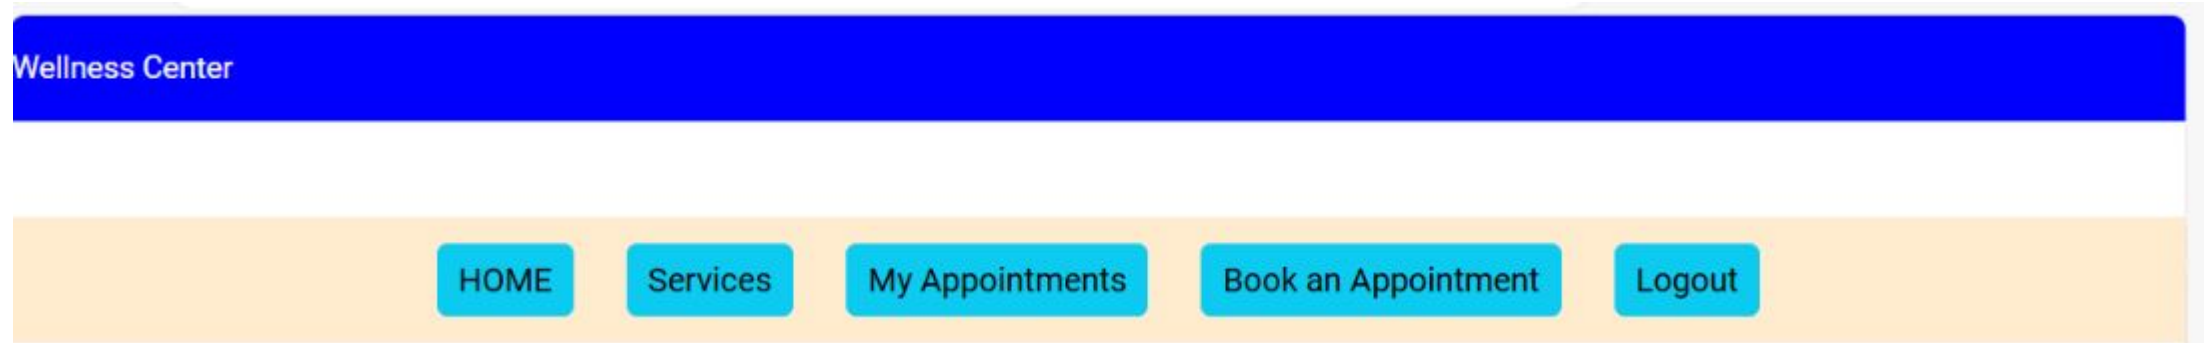 Wellness Center
HOME Services My Appointments Book an Appointment Logout